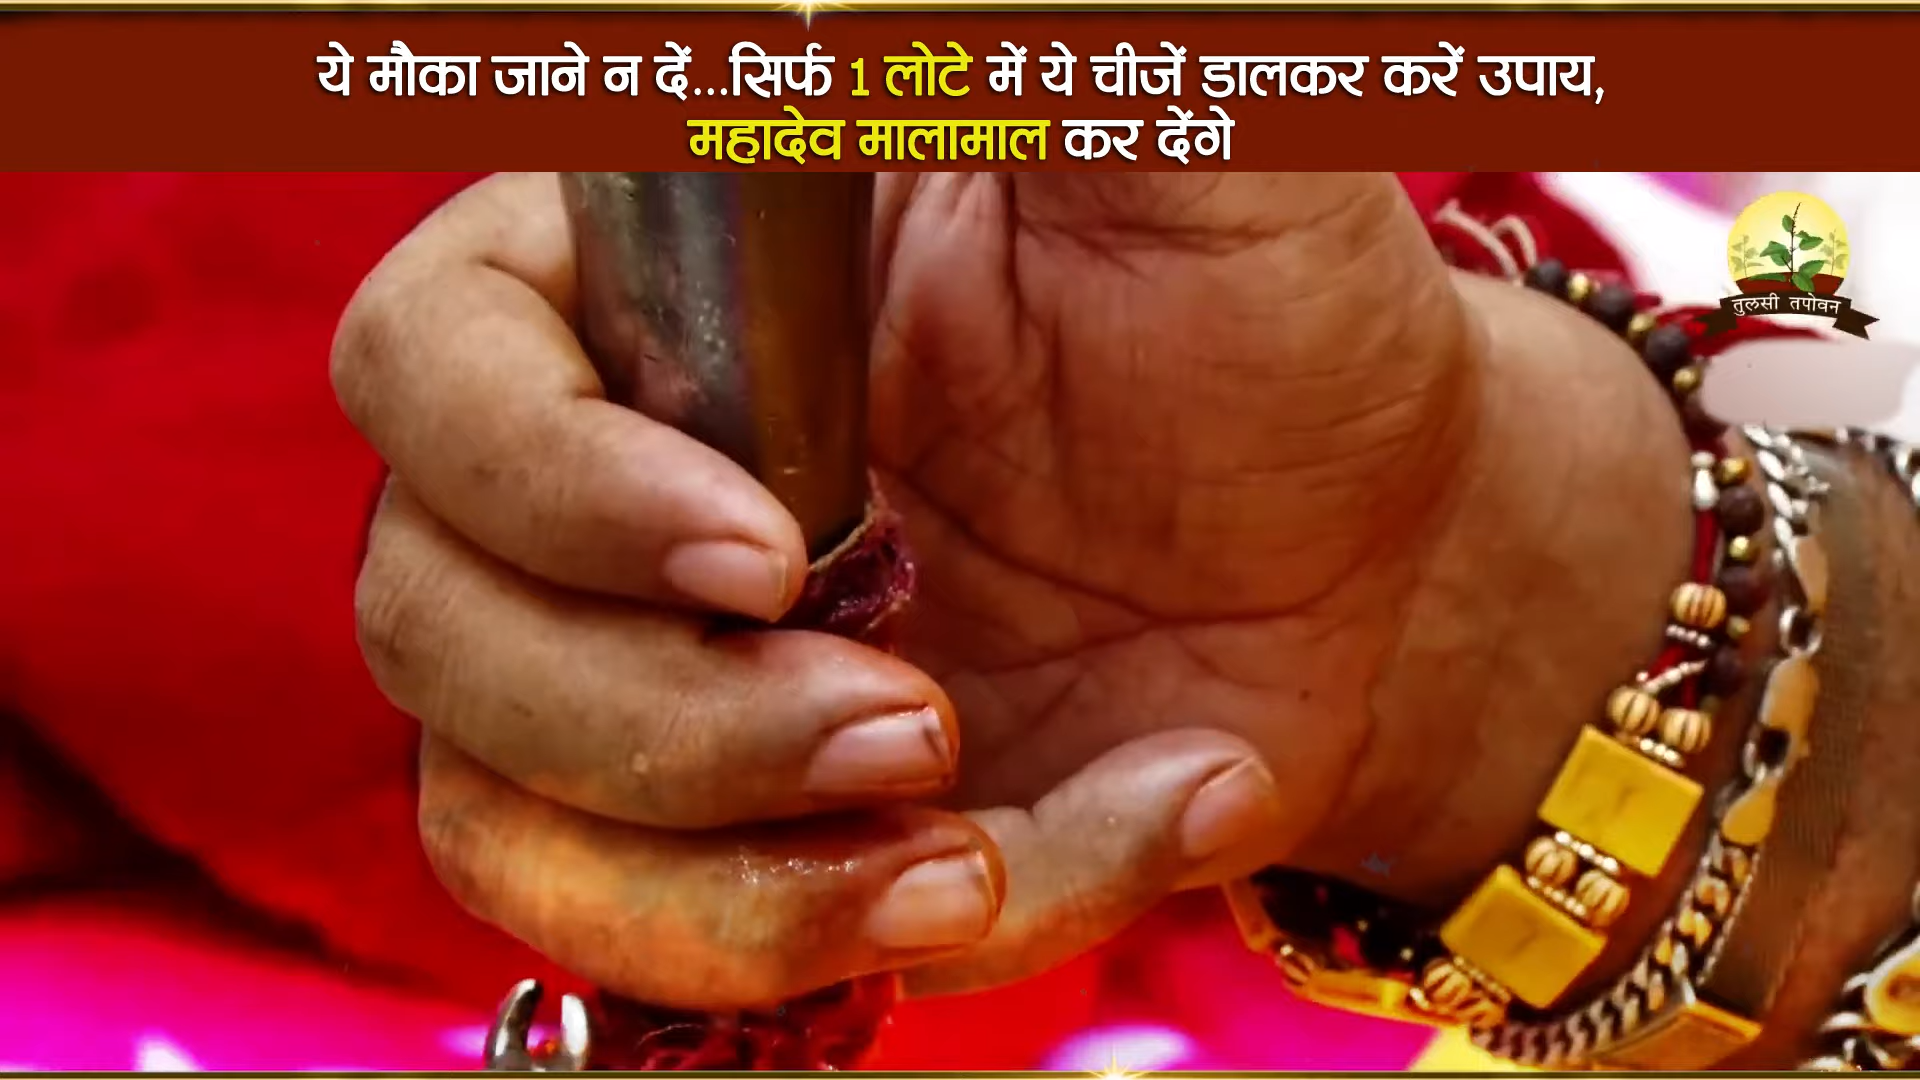 ये मौका जाने न दें...सिर्फ 1 लोटे में ये चीजें डालकर करें उपाय,
महादेव मालामाल कर देंगे
तुलसी तपोवन